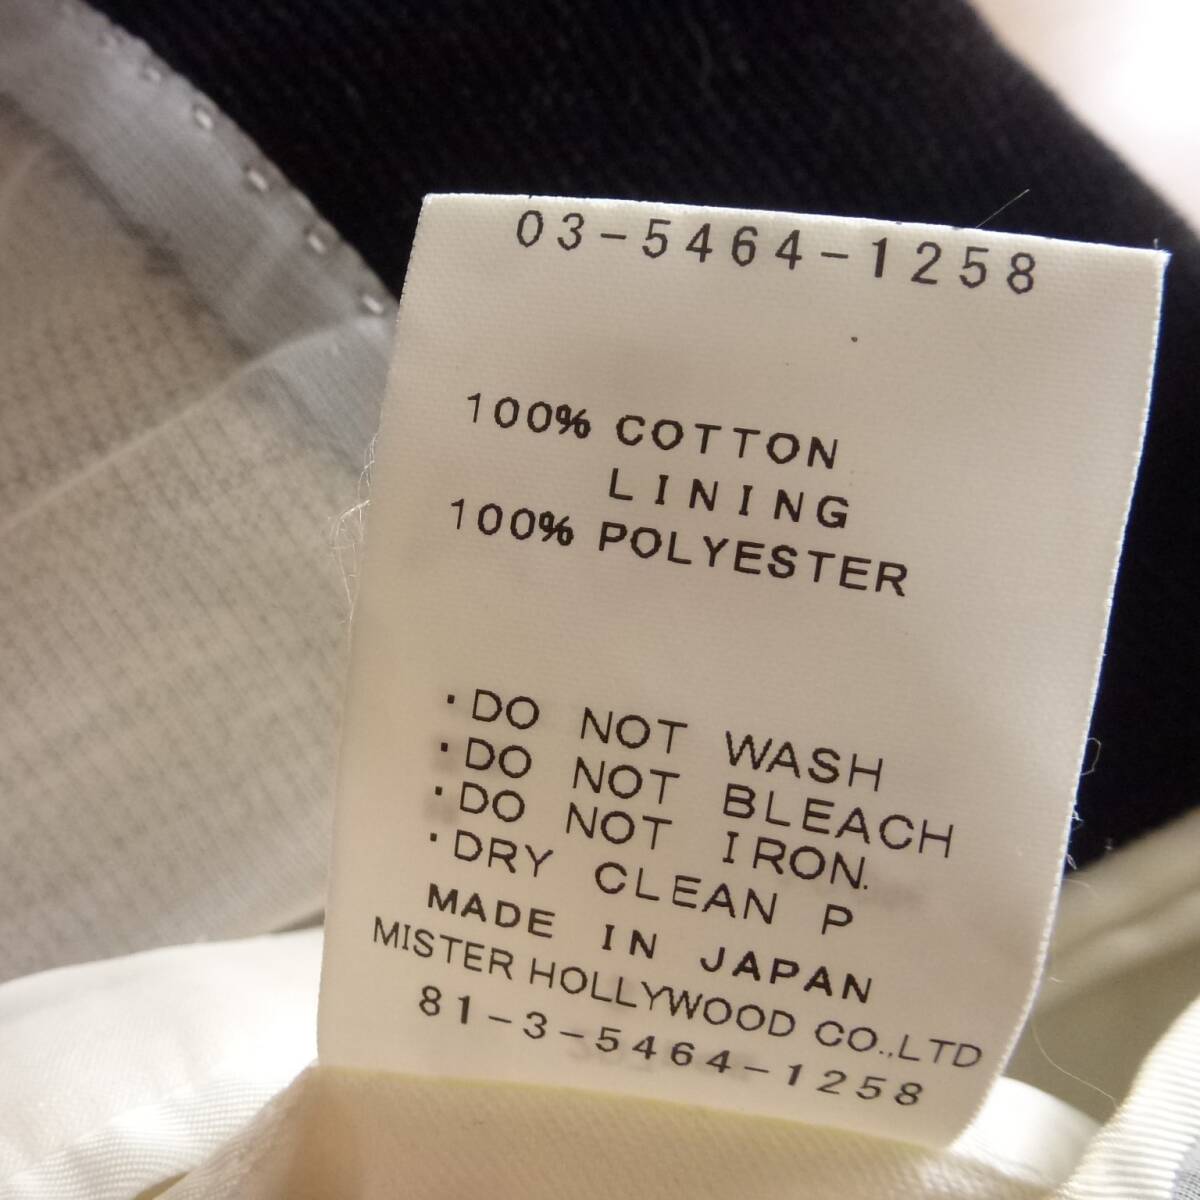 03-5464-1258
100% COTTON
LINING
100% POLYESTER
・DO NOT WASH
・DO NOT BLEACH
・DO NOT IRON.
・DRY CLEAN P
MADE IN JAPAN
MISTER HOLLYWOOD CO.,LTD
81-3-5464-1258